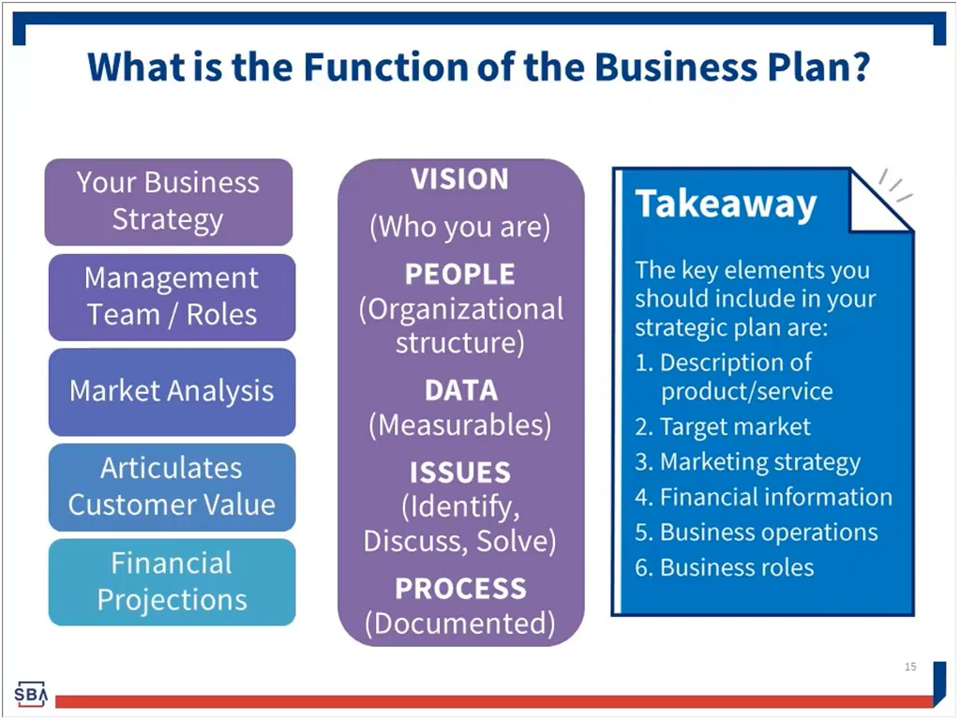 What is the Function of the Business Plan?
Your Business
Strategy
Management
Team / Roles
Market Analysis
Articulates
Customer Value
Financial
Projections
VISION
(Who you are)
PEOPLE
(Organizational
structure)
DATA
(Measurables)
ISSUES
(Identify,
Discuss, Solve)
PROCESS
(Documented)
Takeaway
The key elements you
should include in your
strategic plan are:
1. Description of
product/service
2. Target market
3. Marketing strategy
4. Financial information
5. Business operations
6. Business roles
15
SBA